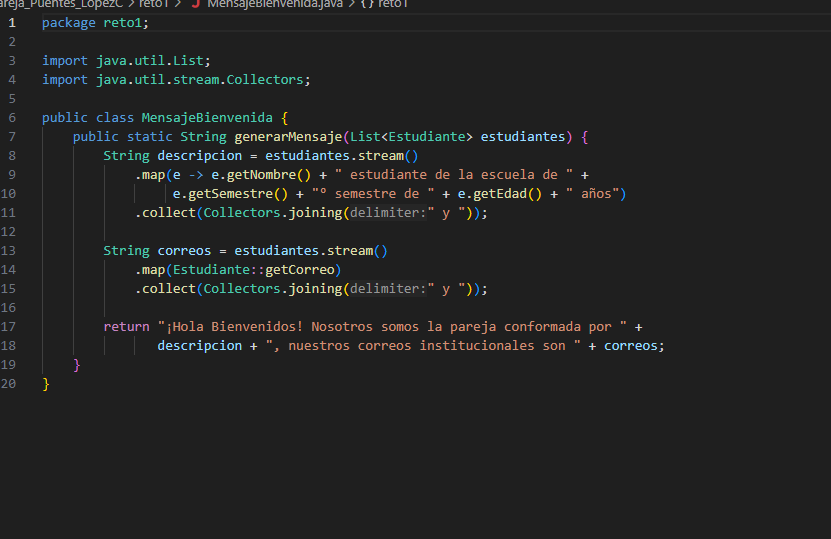 areja_Puentes_LopezC > reto1 > J MensajeBienvenida.java > {} reto1
1 package reto1;
2
3 import java.util.List;
4 import java.util.stream.Collectors;
5
6 public class MensajeBienvenida {
7     public static String generarMensaje(List<Estudiante> estudiantes) {
8         String descripcion = estudiantes.stream()
9             .map(e -> e.getNombre() + " estudiante de la escuela de " +
10                  e.getSemestre() + "° semestre de " + e.getEdad() + " años")
11             .collect(Collectors.joining(delimiter:" y "));
12
13         String correos = estudiantes.stream()
14             .map(Estudiante::getCorreo)
15             .collect(Collectors.joining(delimiter:" y "));
16
17         return "¡Hola Bienvenidos! Nosotros somos la pareja conformada por " +
18                descripcion + ", nuestros correos institucionales son " + correos;
19     }
20 }